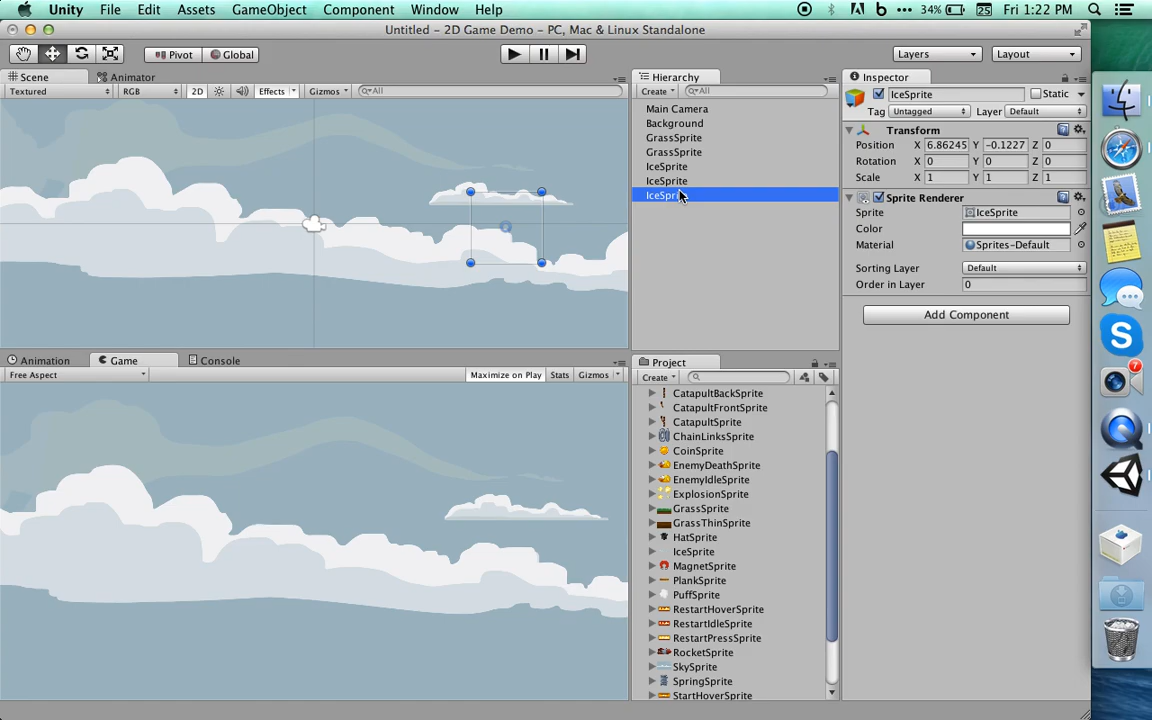 Unity File Edit Assets GameObject Component Window Help 34% 25 Fri 1:22 PM
Untitled - 2D Game Demo - PC, Mac & Linux Standalone
Pivot Global Layers Layout
Scene Animator
Textured RGB 2D Effects Gizmos All
Hierarchy
Create All
Main Camera
Background
GrassSprite
GrassSprite
IceSprite
IceSprite
IceSprite
Inspector
IceSprite Static
Tag Untagged Layer Default
Transform
Position X 6.86245 Y -0.1227 Z 0
Rotation X 0 Y 0 Z 0
Scale X 1 Y 1 Z 1
Sprite Renderer
Sprite IceSprite
Color
Material Sprites-Default
Sorting Layer Default
Order in Layer 0
Add Component
Animation Game Console
Free Aspect Maximize on Play Stats Gizmos
Project
Create
CatapultBackSprite
CatapultFrontSprite
CatapultSprite
ChainLinksSprite
CoinSprite
EnemyDeathSprite
EnemyIdleSprite
ExplosionSprite
GrassSprite
GrassThinSprite
HatSprite
IceSprite
MagnetSprite
PlankSprite
PuffSprite
RestartHoverSprite
RestartIdleSprite
RestartPressSprite
RocketSprite
SkySprite
SpringSprite
StartHoverSprite
7